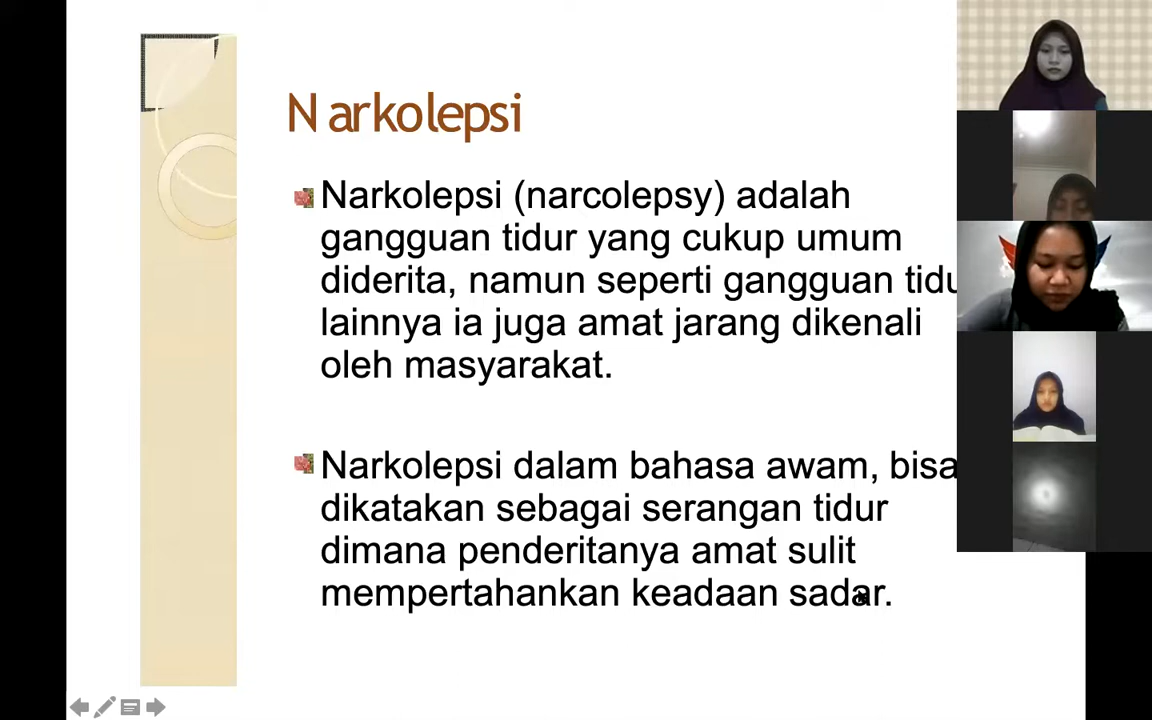 Narkolepsi
Narkolepsi (narcolepsy) adalah
gangguan tidur yang cukup umum
diderita, namun seperti gangguan tidu
lainnya ia juga amat jarang dikenali
oleh masyarakat.
Narkolepsi dalam bahasa awam, bisa
dikatakan sebagai serangan tidur
dimana penderitanya amat sulit
mempertahankan keadaan sadar.